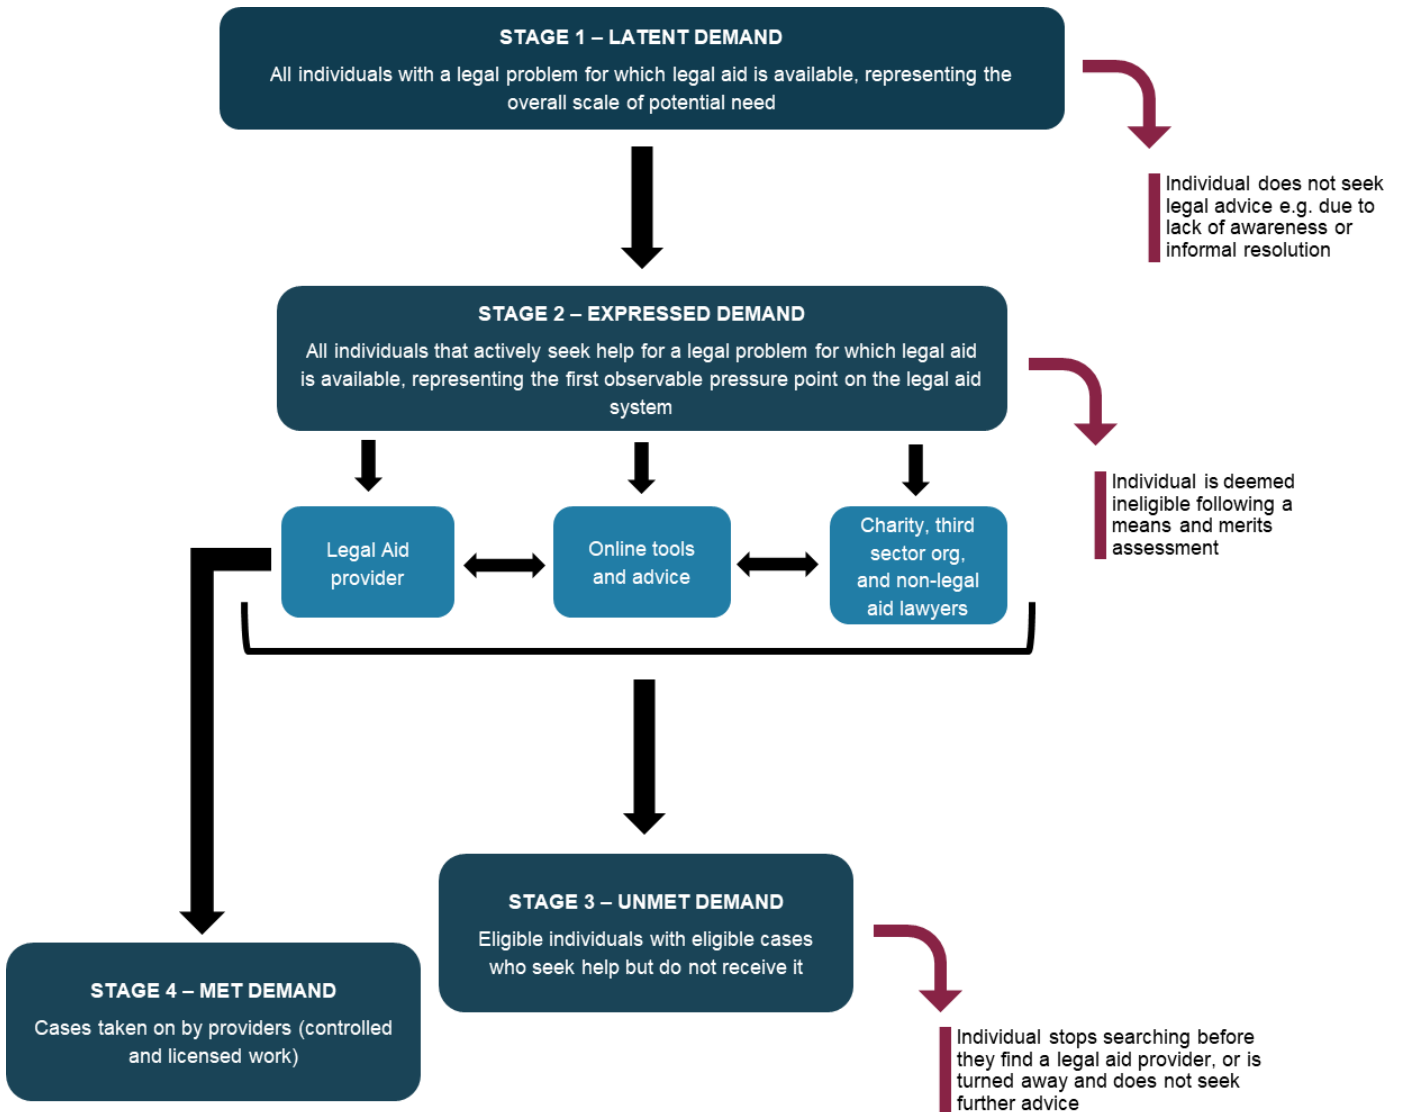 STAGE 1 – LATENT DEMAND
All individuals with a legal problem for which legal aid is available, representing the
overall scale of potential need
Individual does not seek
legal advice e.g. due to
lack of awareness or
informal resolution
STAGE 2 – EXPRESSED DEMAND
All individuals that actively seek help for a legal problem for which legal aid
is available, representing the first observable pressure point on the legal aid
system
Individual is deemed
ineligible following a
means and merits
assessment
Legal Aid
provider
Online tools
and advice
Charity, third
sector org,
and non-legal
aid lawyers
STAGE 3 – UNMET DEMAND
Eligible individuals with eligible cases
who seek help but do not receive it
STAGE 4 – MET DEMAND
Cases taken on by providers (controlled
and licensed work)
Individual stops searching before
they find a legal aid provider, or is
turned away and does not seek
further advice